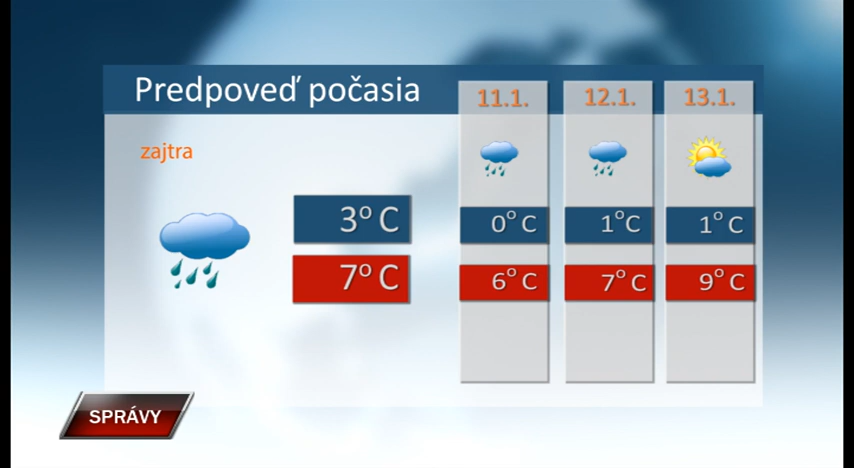 Predpoveď počasia
zajtra
3° C
7° C
11.1.
0° C
6° C
12.1.
1°C
7° C
13.1.
1° C
9° C
SPRÁVY